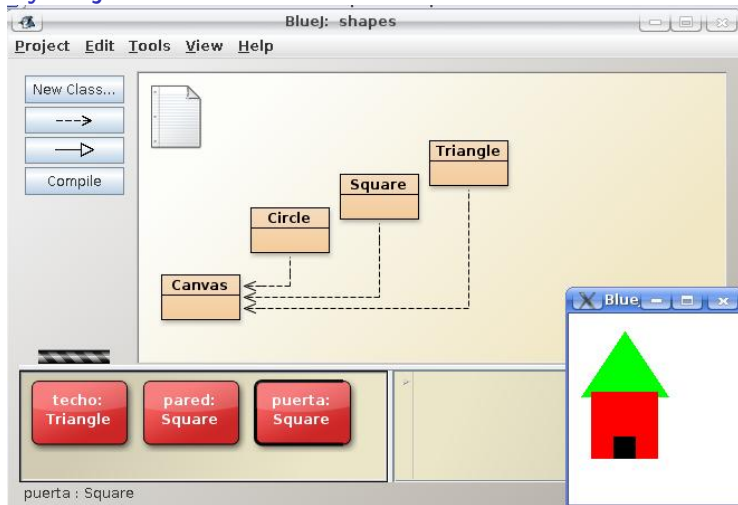 BlueJ: shapes
Project Edit Tools View Help
New Class...
Compile
Triangle
Square
Circle
Canvas
Blue
techo:
Triangle
pared:
Square
puerta:
Square
puerta : Square